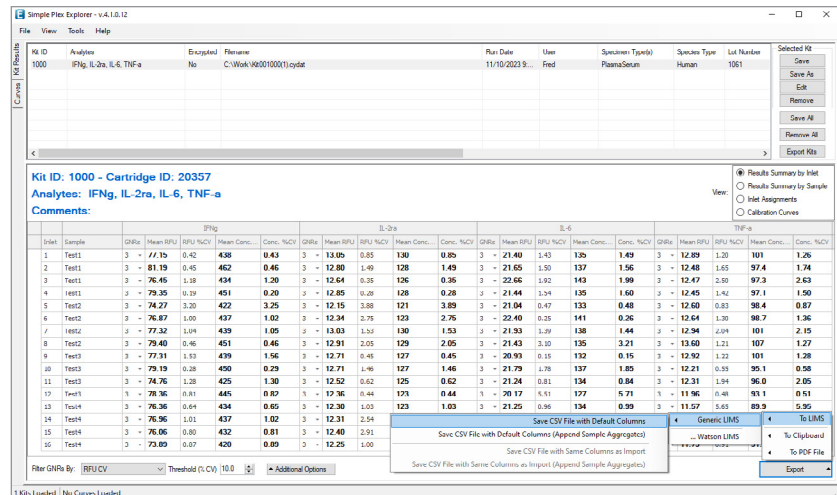 Simple Plex Explorer - v.4.1.0.12
File View Tools Help
Kit Results
Curves
Kit ID Analytes Encrypted Filename Run Date User Specimen Type(s) Species Type Lot Number
1000 IFNg, IL-2ra, IL-6, TNF-a No C:\Work\Kit001000(1).cydat 11/10/2023 9:... Fred PlasmaSerum Human 1061
Selected Kit
Save
Save As
Edit
Remove
Save All
Remove All
Export Kits
Kit ID: 1000 - Cartridge ID: 20357
Analytes: IFNg, IL-2ra, IL-6, TNF-a
Comments:
View:
Results Summary by Inlet
Results Summary by Sample
Inlet Assignments
Calibration Curves
IFNg IL-2ra IL-6 TNF-a
Inlet Sample GNRs Mean RFU RFU %CV Mean Conc... Conc. %CV GNRs Mean RFU RFU %CV Mean Conc... Conc. %CV GNRs Mean RFU RFU %CV Mean Conc... Conc. %CV GNRs Mean RFU RFU %CV Mean Conc... Conc. %CV
1 Test1 3 77.15 0.42 438 0.43 3 13.05 0.85 130 0.85 3 21.40 1.43 135 1.49 3 12.89 1.20 101 1.26
2 Test1 3 81.19 0.45 462 0.46 3 12.80 1.49 128 1.49 3 21.65 1.50 137 1.56 3 12.48 1.65 97.4 1.74
3 Test1 3 76.45 1.18 434 1.20 3 12.64 0.35 126 0.35 3 22.66 1.92 143 1.99 3 12.47 2.50 97.3 2.63
4 Test1 3 79.35 0.19 451 0.20 3 12.85 0.28 128 0.28 3 21.44 1.54 135 1.60 3 12.45 1.42 97.1 1.50
5 Test2 3 74.27 3.20 422 3.25 3 12.15 3.88 121 3.89 3 21.04 0.47 133 0.48 3 12.60 0.83 98.4 0.87
6 Test2 3 76.87 1.00 437 1.02 3 12.34 2.75 123 2.75 3 22.40 0.25 141 0.26 3 12.64 1.30 98.7 1.36
7 Test2 3 77.32 1.04 439 1.05 3 13.03 1.53 130 1.53 3 21.93 1.39 138 1.44 3 12.94 2.04 101 2.15
8 Test2 3 79.40 0.46 451 0.46 3 12.91 2.05 129 2.05 3 21.43 3.10 135 3.21 3 13.60 1.21 107 1.27
9 Test3 3 77.31 1.53 439 1.56 3 12.71 0.45 127 0.45 3 20.93 0.15 132 0.15 3 12.92 1.22 101 1.28
10 Test3 3 79.19 0.28 450 0.29 3 12.71 1.46 127 1.46 3 21.79 1.78 137 1.85 3 12.21 0.55 95.1 0.58
11 Test3 3 74.76 1.28 425 1.30 3 12.52 0.62 125 0.62 3 21.24 0.81 134 0.84 3 12.31 1.94 96.0 2.05
12 Test3 3 78.36 0.81 445 0.82 3 12.36 0.44 123 0.44 3 20.17 5.51 127 5.71 3 11.96 0.48 93.1 0.51
13 Test4 3 76.36 0.64 434 0.65 3 12.30 1.03 123 1.03 3 21.25 0.96 134 0.99 3 11.57 5.65 89.9 5.95
14 Test4 3 76.96 1.01 437 1.02 3 12.31 2.54
15 Test4 3 76.06 0.80 432 0.81 3 12.40 2.91
16 Test4 3 73.89 0.87 420 0.89 3 12.25 1.00
Save CSV File with Default Columns
Save CSV File with Default Columns (Append Sample Aggregates)
Save CSV File with Same Columns as Import
Save CSV File with Same Columns as Import (Append Sample Aggregates)
Generic LIMS
... Watson LIMS
To LIMS
To Clipboard
To PDF File
Filter GNRs By: RFU CV Threshold (% CV) 10.0 Additional Options Export
1 Kits Loaded No Curves Loaded